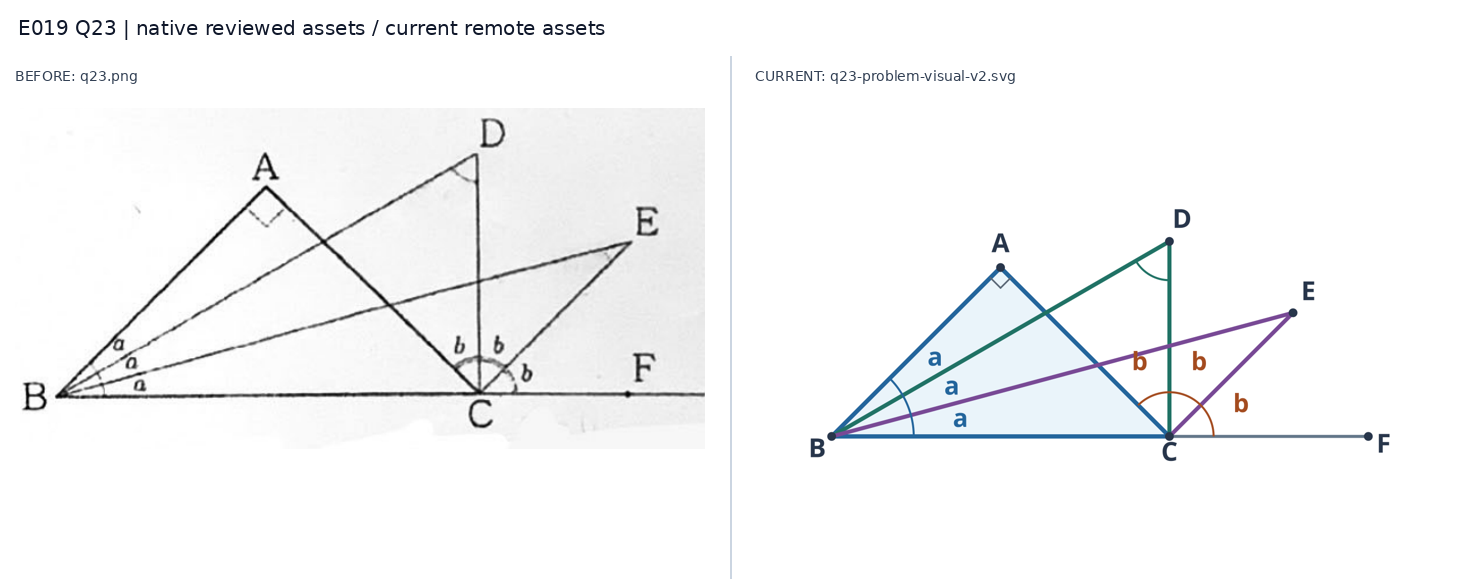 E019 Q23 | native reviewed assets / current remote assets
BEFORE: q23.png
CURRENT: q23-problem-visual-v2.svg
D
A
E
a
a
a
b
b
b
F
B
C
D
A
E
a
a
a
b
b
b
B
C
F